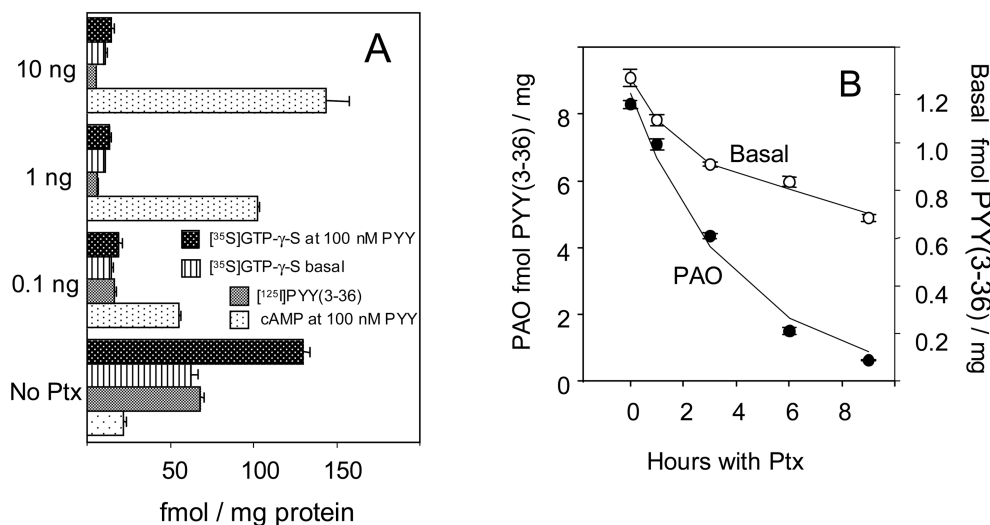 A
10 ng
1 ng
[³⁵S]GTP-γ-S at 100 nM PYY
[³⁵S]GTP-γ-S basal
[¹²⁵I]PYY(3-36)
cAMP at 100 nM PYY
0.1 ng
No Ptx
50 100 150
fmol / mg protein
B
PAO fmol PYY(3-36) / mg
8
6
4
2
0
Basal
PAO
1.2
1.0
0.8
0.6
0.4
0.2
Basal fmol PYY(3-36) / mg
0 2 4 6 8
Hours with Ptx